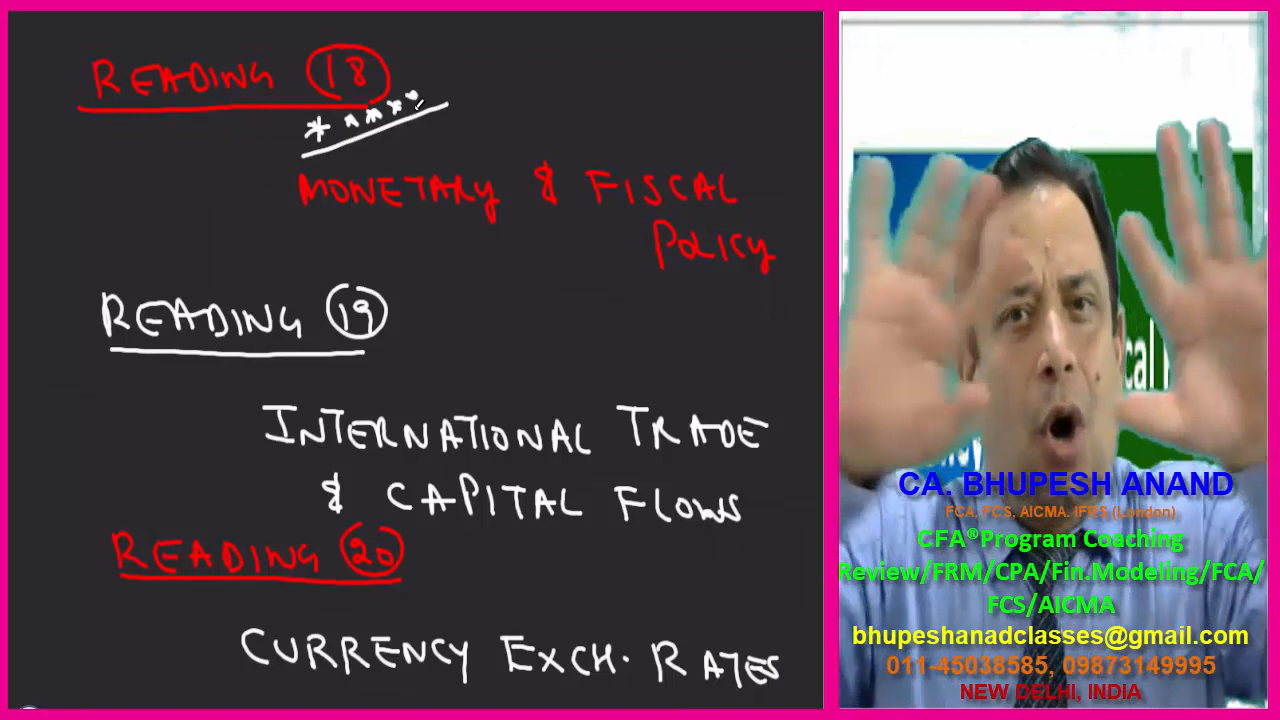 READING 18
* * * * *
MONETARY & FISCAL
POLICY
READING 19
INTERNATIONAL TRADE
& CAPITAL FLOWS
READING 20
CURRENCY EXCH. RATES
CA. BHUPESH ANAND
FCA, FCS, AICMA, IFRS (London)
CFA®Program Coaching
Review/FRM/CPA/Fin.Modeling/FCA/
FCS/AICMA
bhupeshanadclasses@gmail.com
011-45038585, 09873149995
NEW DELHI, INDIA